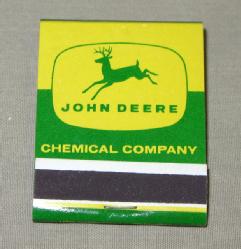 JOHN DEERE
CHEMICAL COMPANY